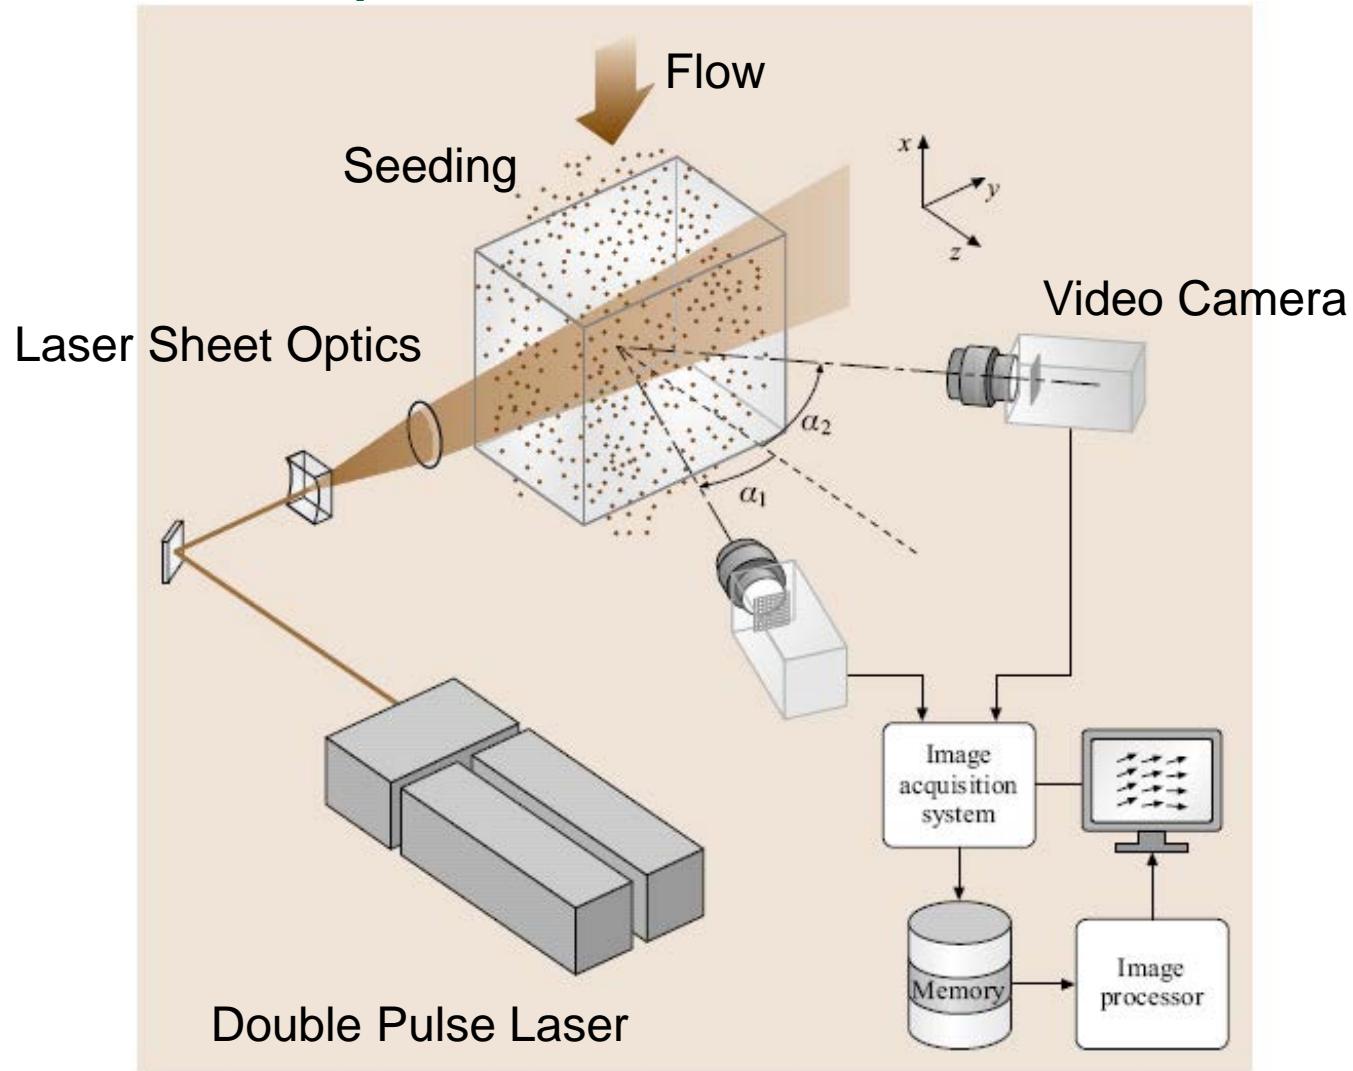 Flow
Seeding
x
y
z
Video Camera
Laser Sheet Optics
α2
α1
Image
acquisition
system
Memory
Image
processor
Double Pulse Laser